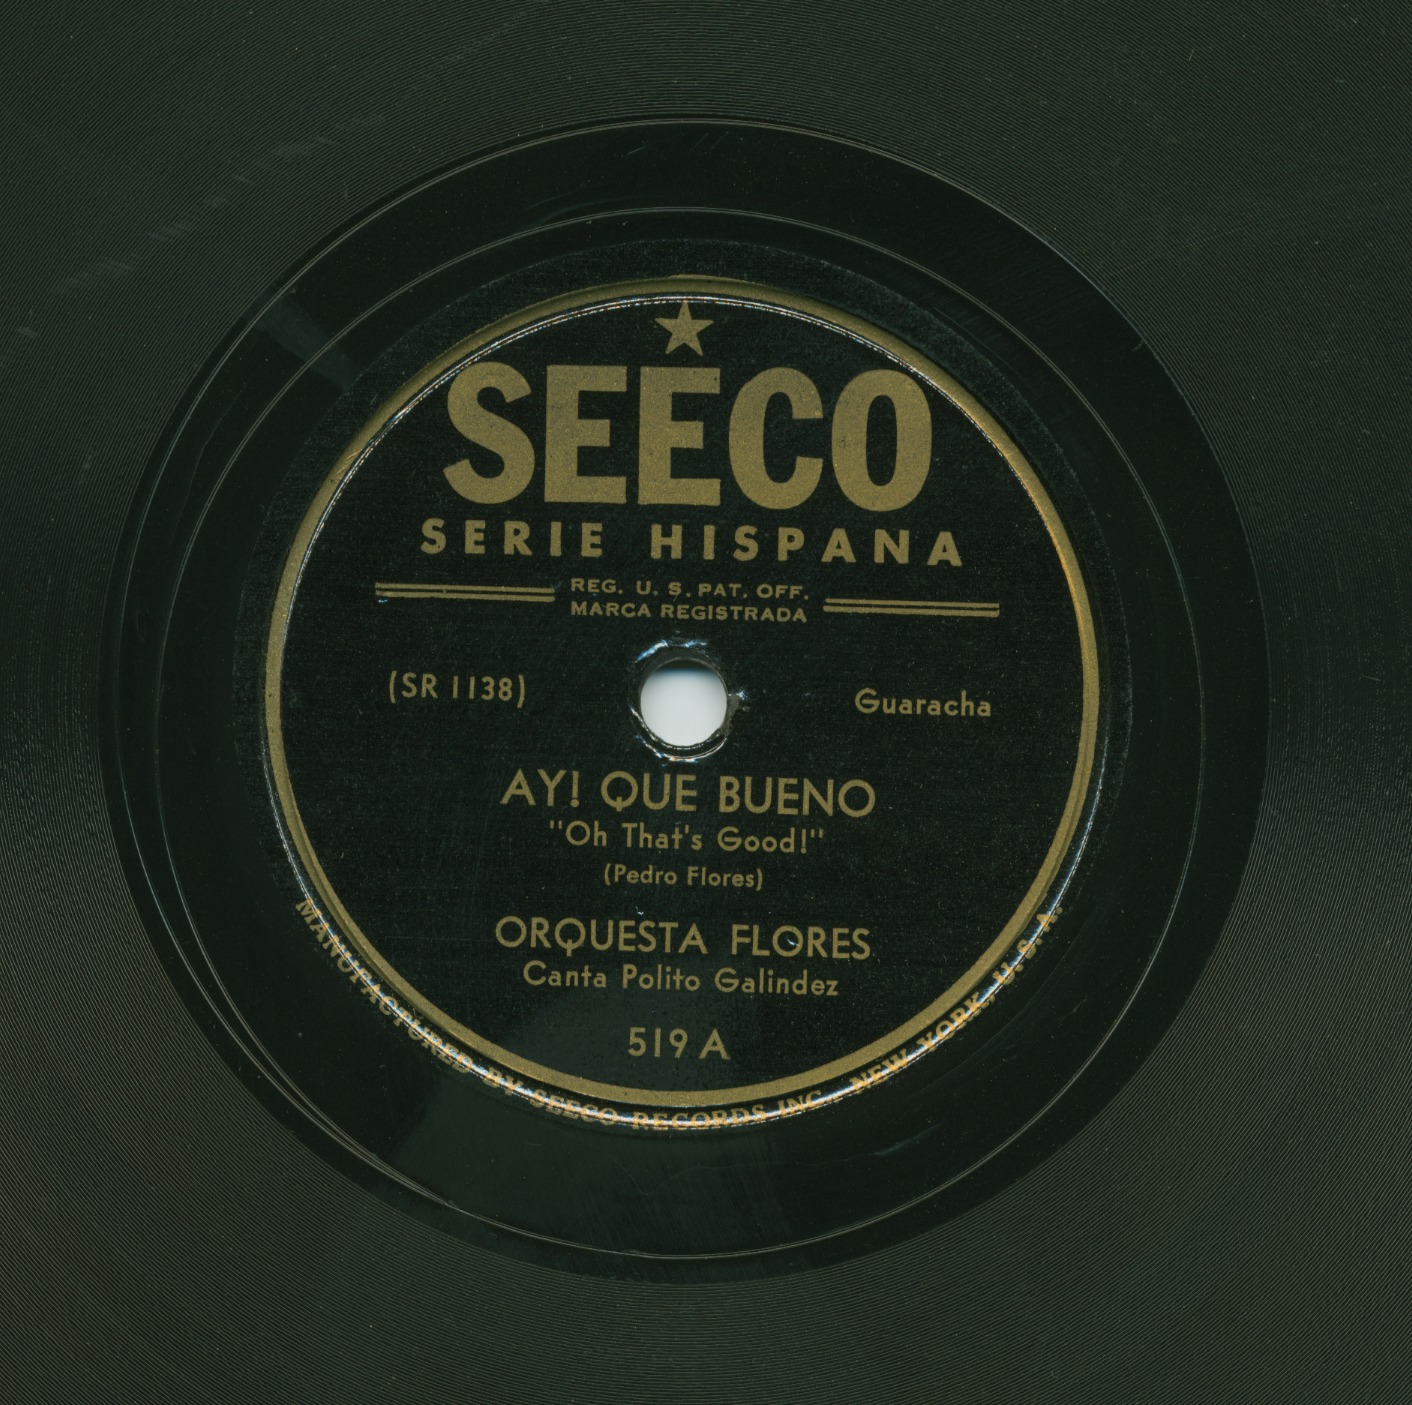 SEECO
SERIE HISPANA
REG. U. S. PAT. OFF.
MARCA REGISTRADA
(SR 1138)
Guaracha
AY! QUE BUENO
"Oh That's Good!"
(Pedro Flores)
ORQUESTA FLORES
Canta Polito Galindez
519 A
MANUFACTURED BY SEECO RECORDS INC., NEW YORK, U.S.A.